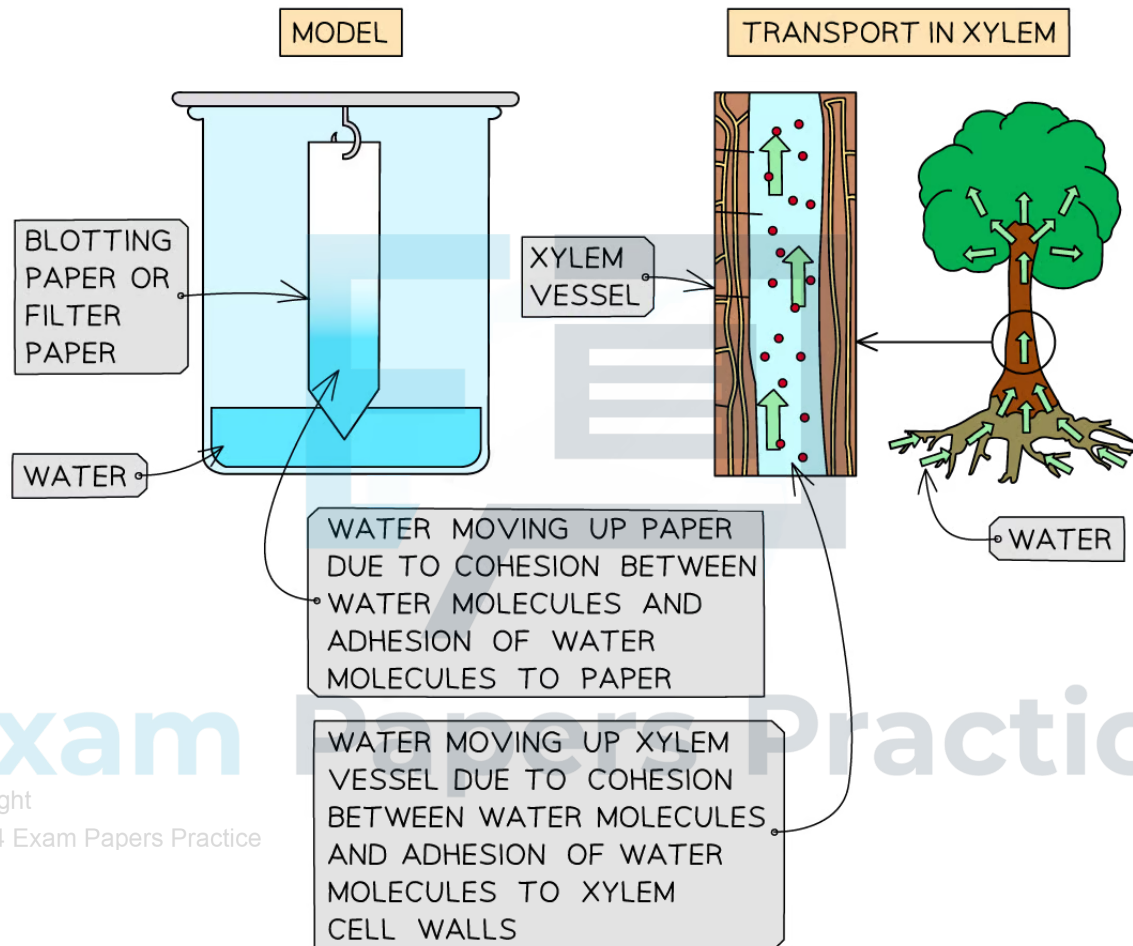 MODEL
TRANSPORT IN XYLEM
BLOTTING
PAPER OR
FILTER
PAPER
XYLEM
VESSEL
WATER
WATER
WATER MOVING UP PAPER
DUE TO COHESION BETWEEN
WATER MOLECULES AND
ADHESION OF WATER
MOLECULES TO PAPER
WATER MOVING UP XYLEM
VESSEL DUE TO COHESION
BETWEEN WATER MOLECULES
AND ADHESION OF WATER
MOLECULES TO XYLEM
CELL WALLS
xam Papers Practic
ght
4 Exam Papers Practice